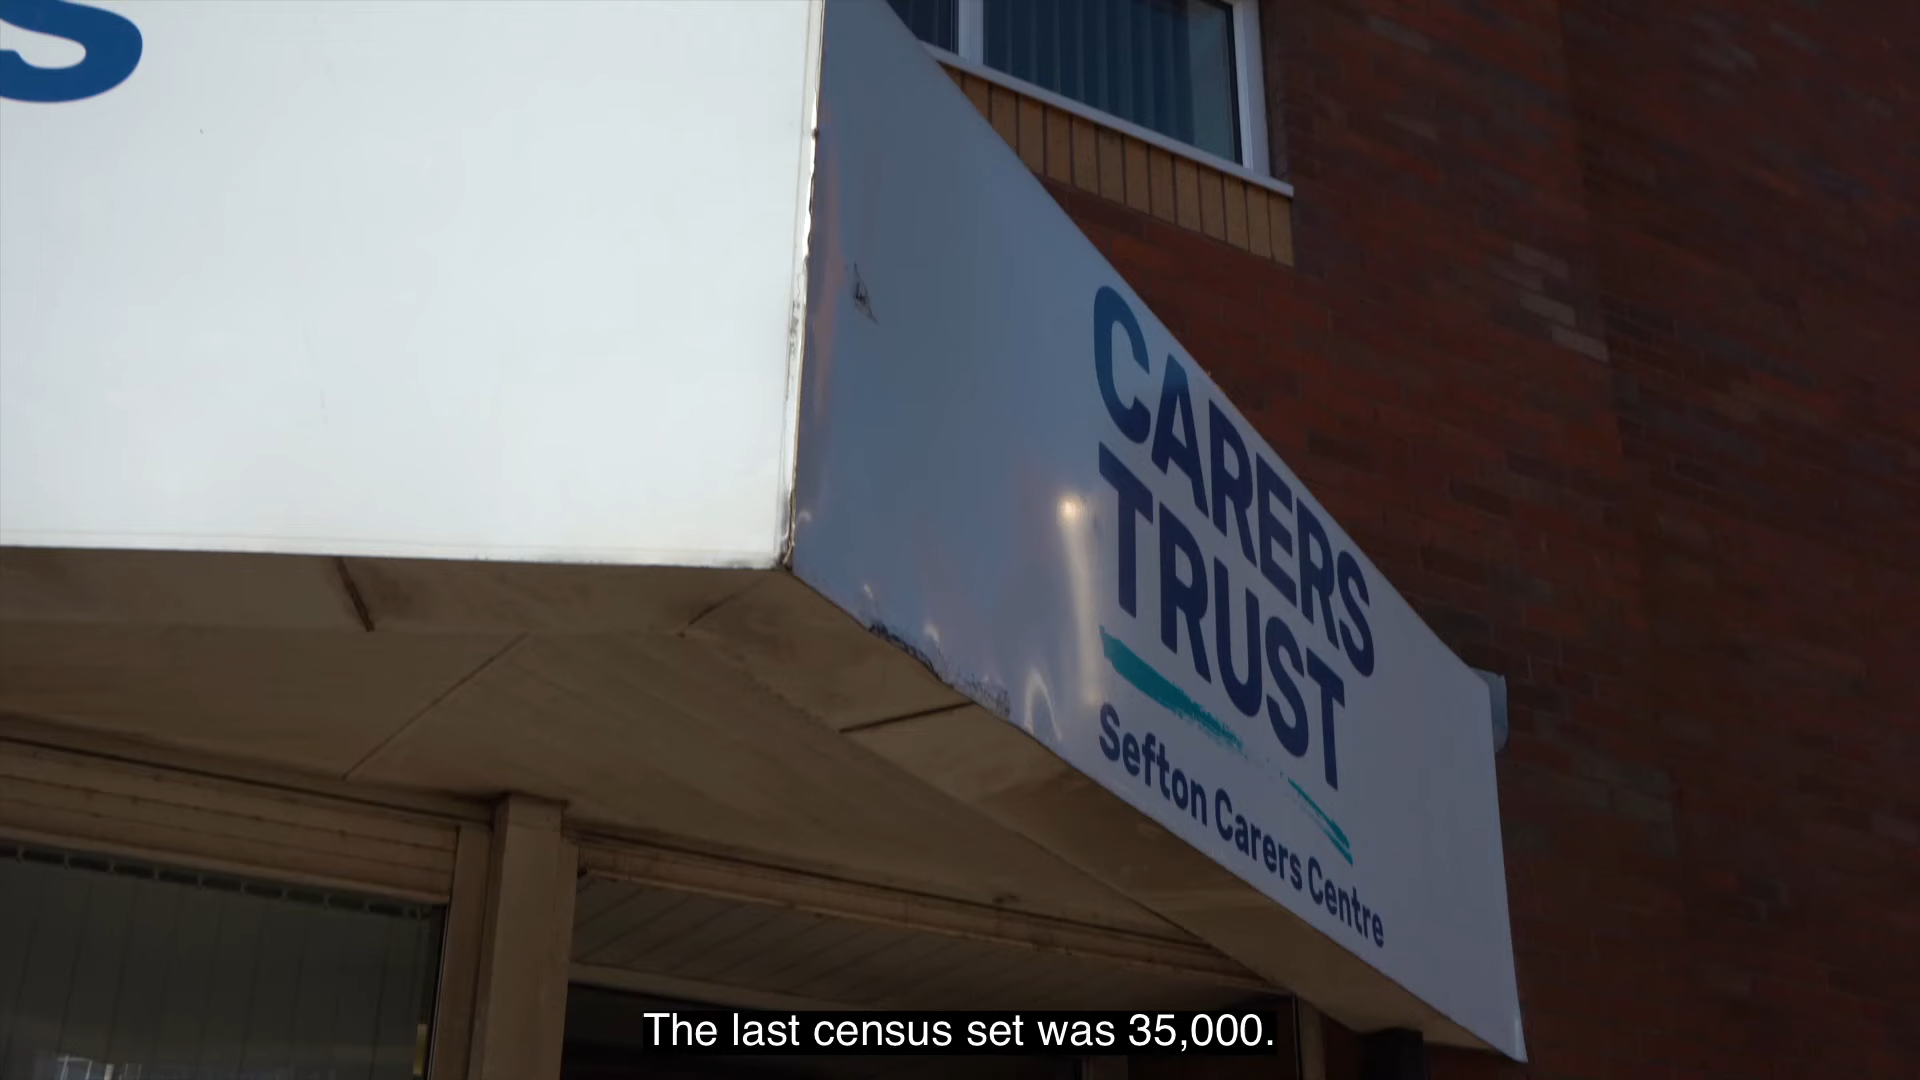 S
CARERS
TRUST
Sefton Carers Centre
The last census set was 35,000.